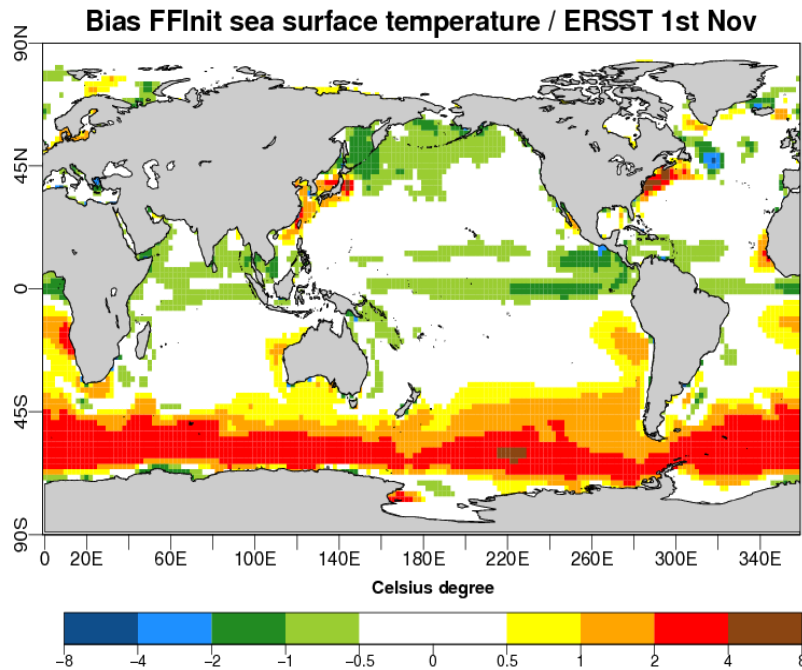 Bias FFInit sea surface temperature / ERSST 1st Nov
90N
45N
0
45S
90S
0 20E 60E 100E 140E 180E 220E 260E 300E 340E
Celsius degree
−8 −4 −2 −1 −0.5 0 0.5 1 2 4 8